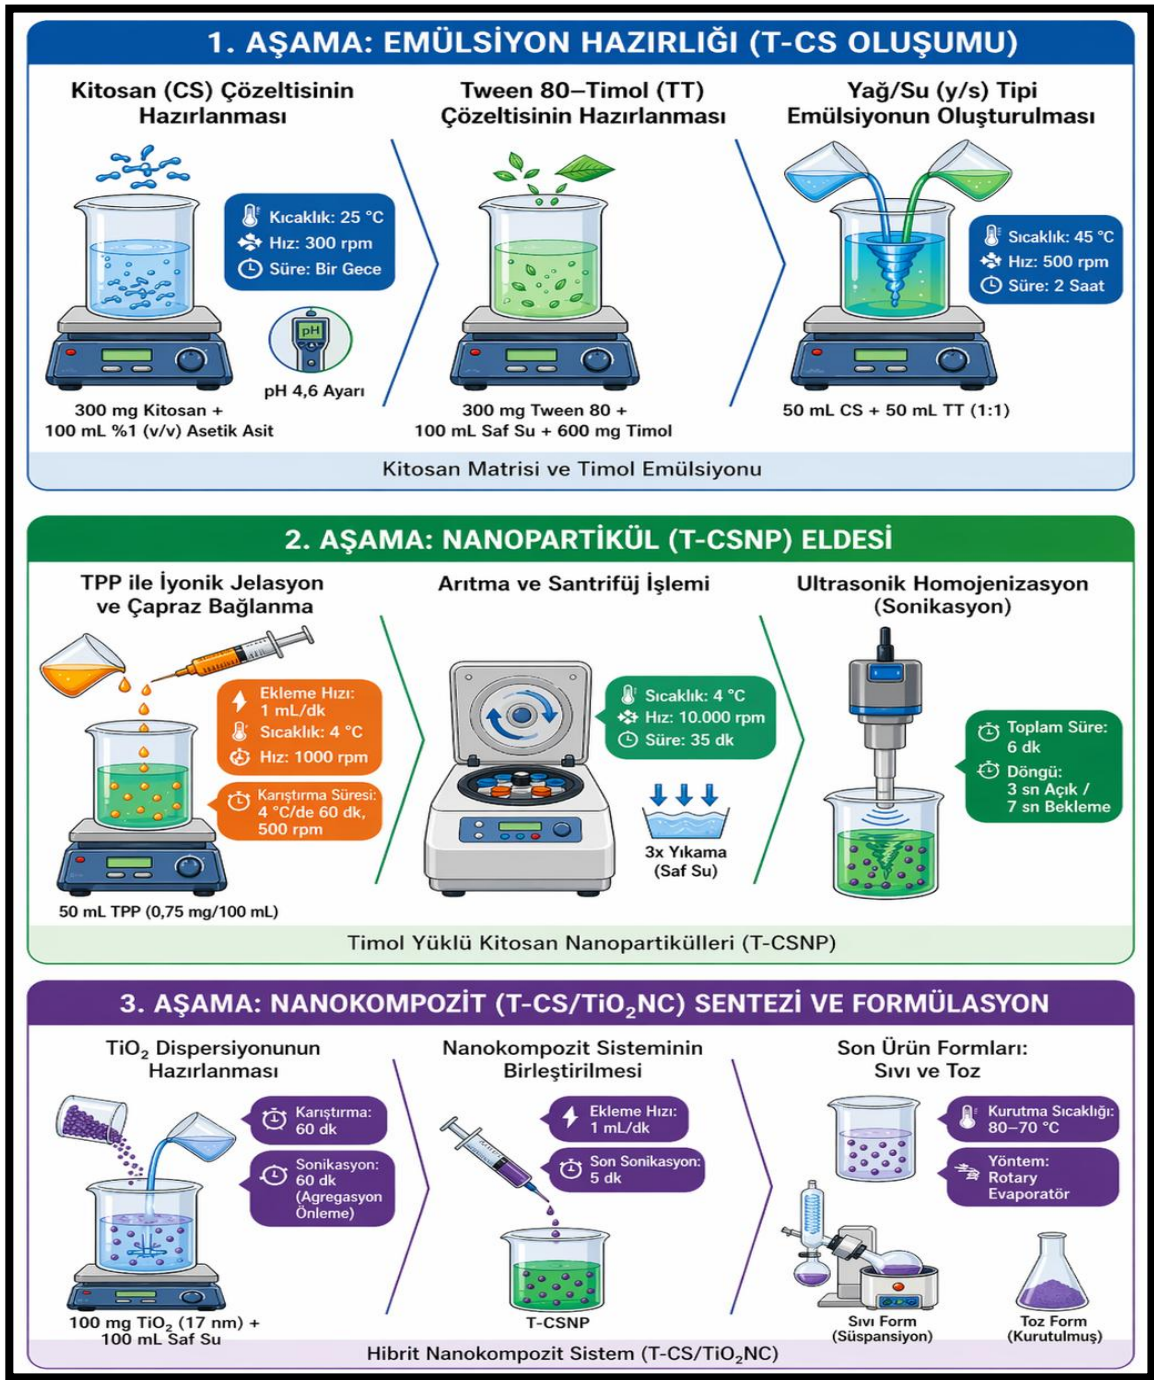 1. AŞAMA: EMÜLSİYON HAZIRLIĞI (T-CS OLUŞUMU)
Kitosan (CS) Çözeltisinin
Hazırlanması
Kıcaklık: 25 °C
Hız: 300 rpm
Süre: Bir Gece
pH
pH 4,6 Ayarı
300 mg Kitosan +
100 mL %1 (v/v) Asetik Asit
Tween 80–Timol (TT)
Çözeltisinin Hazırlanması
300 mg Tween 80 +
100 mL Saf Su + 600 mg Timol
Yağ/Su (y/s) Tipi
Emülsiyonun Oluşturulması
Sıcaklık: 45 °C
Hız: 500 rpm
Süre: 2 Saat
50 mL CS + 50 mL TT (1:1)
Kitosan Matrisi ve Timol Emülsiyonu
2. AŞAMA: NANOPARTİKÜL (T-CSNP) ELDESİ
TPP ile İyonik Jelasyon
ve Çapraz Bağlanma
Ekleme Hızı:
1 mL/dk
Sıcaklık: 4 °C
Hız: 1000 rpm
Karıştırma Süresi:
4 °C/de 60 dk,
500 rpm
50 mL TPP (0,75 mg/100 mL)
Arıtma ve Santrifüj İşlemi
Sıcaklık: 4 °C
Hız: 10.000 rpm
Süre: 35 dk
3x Yıkama
(Saf Su)
Ultrasonik Homojenizasyon
(Sonikasyon)
Toplam Süre:
6 dk
Döngü:
3 sn Açık /
7 sn Bekleme
Timol Yüklü Kitosan Nanopartikülleri (T-CSNP)
3. AŞAMA: NANOKOMPOZİT (T-CS/TiO₂NC) SENTEZİ VE FORMÜLASYON
TiO₂ Dispersiyonunun
Hazırlanması
Karıştırma:
60 dk
Sonikasyon:
60 dk
(Agregasyon
Önleme)
100 mg TiO₂ (17 nm) +
100 mL Saf Su
Nanokompozit Sisteminin
Birleştirilmesi
Ekleme Hızı:
1 mL/dk
Son Sonikasyon:
5 dk
T-CSNP
Son Ürün Formları:
Sıvı ve Toz
Kurutma Sıcaklığı:
80–70 °C
Yöntem:
Rotary
Evaporatör
Sıvı Form
(Süspansiyon)
Toz Form
(Kurutulmuş)
Hibrit Nanokompozit Sistem (T-CS/TiO₂NC)